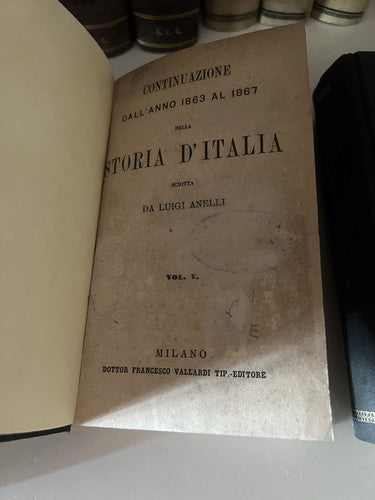 CONTINUAZIONE
DALL'ANNO 1863 AL 1867
DELLA
STORIA D'ITALIA
SCRITTA
DA LUIGI ANELLI
VOL. V.
MILANO.
DOTTOR FRANCESCO VALLARDI TIP.-EDITORE